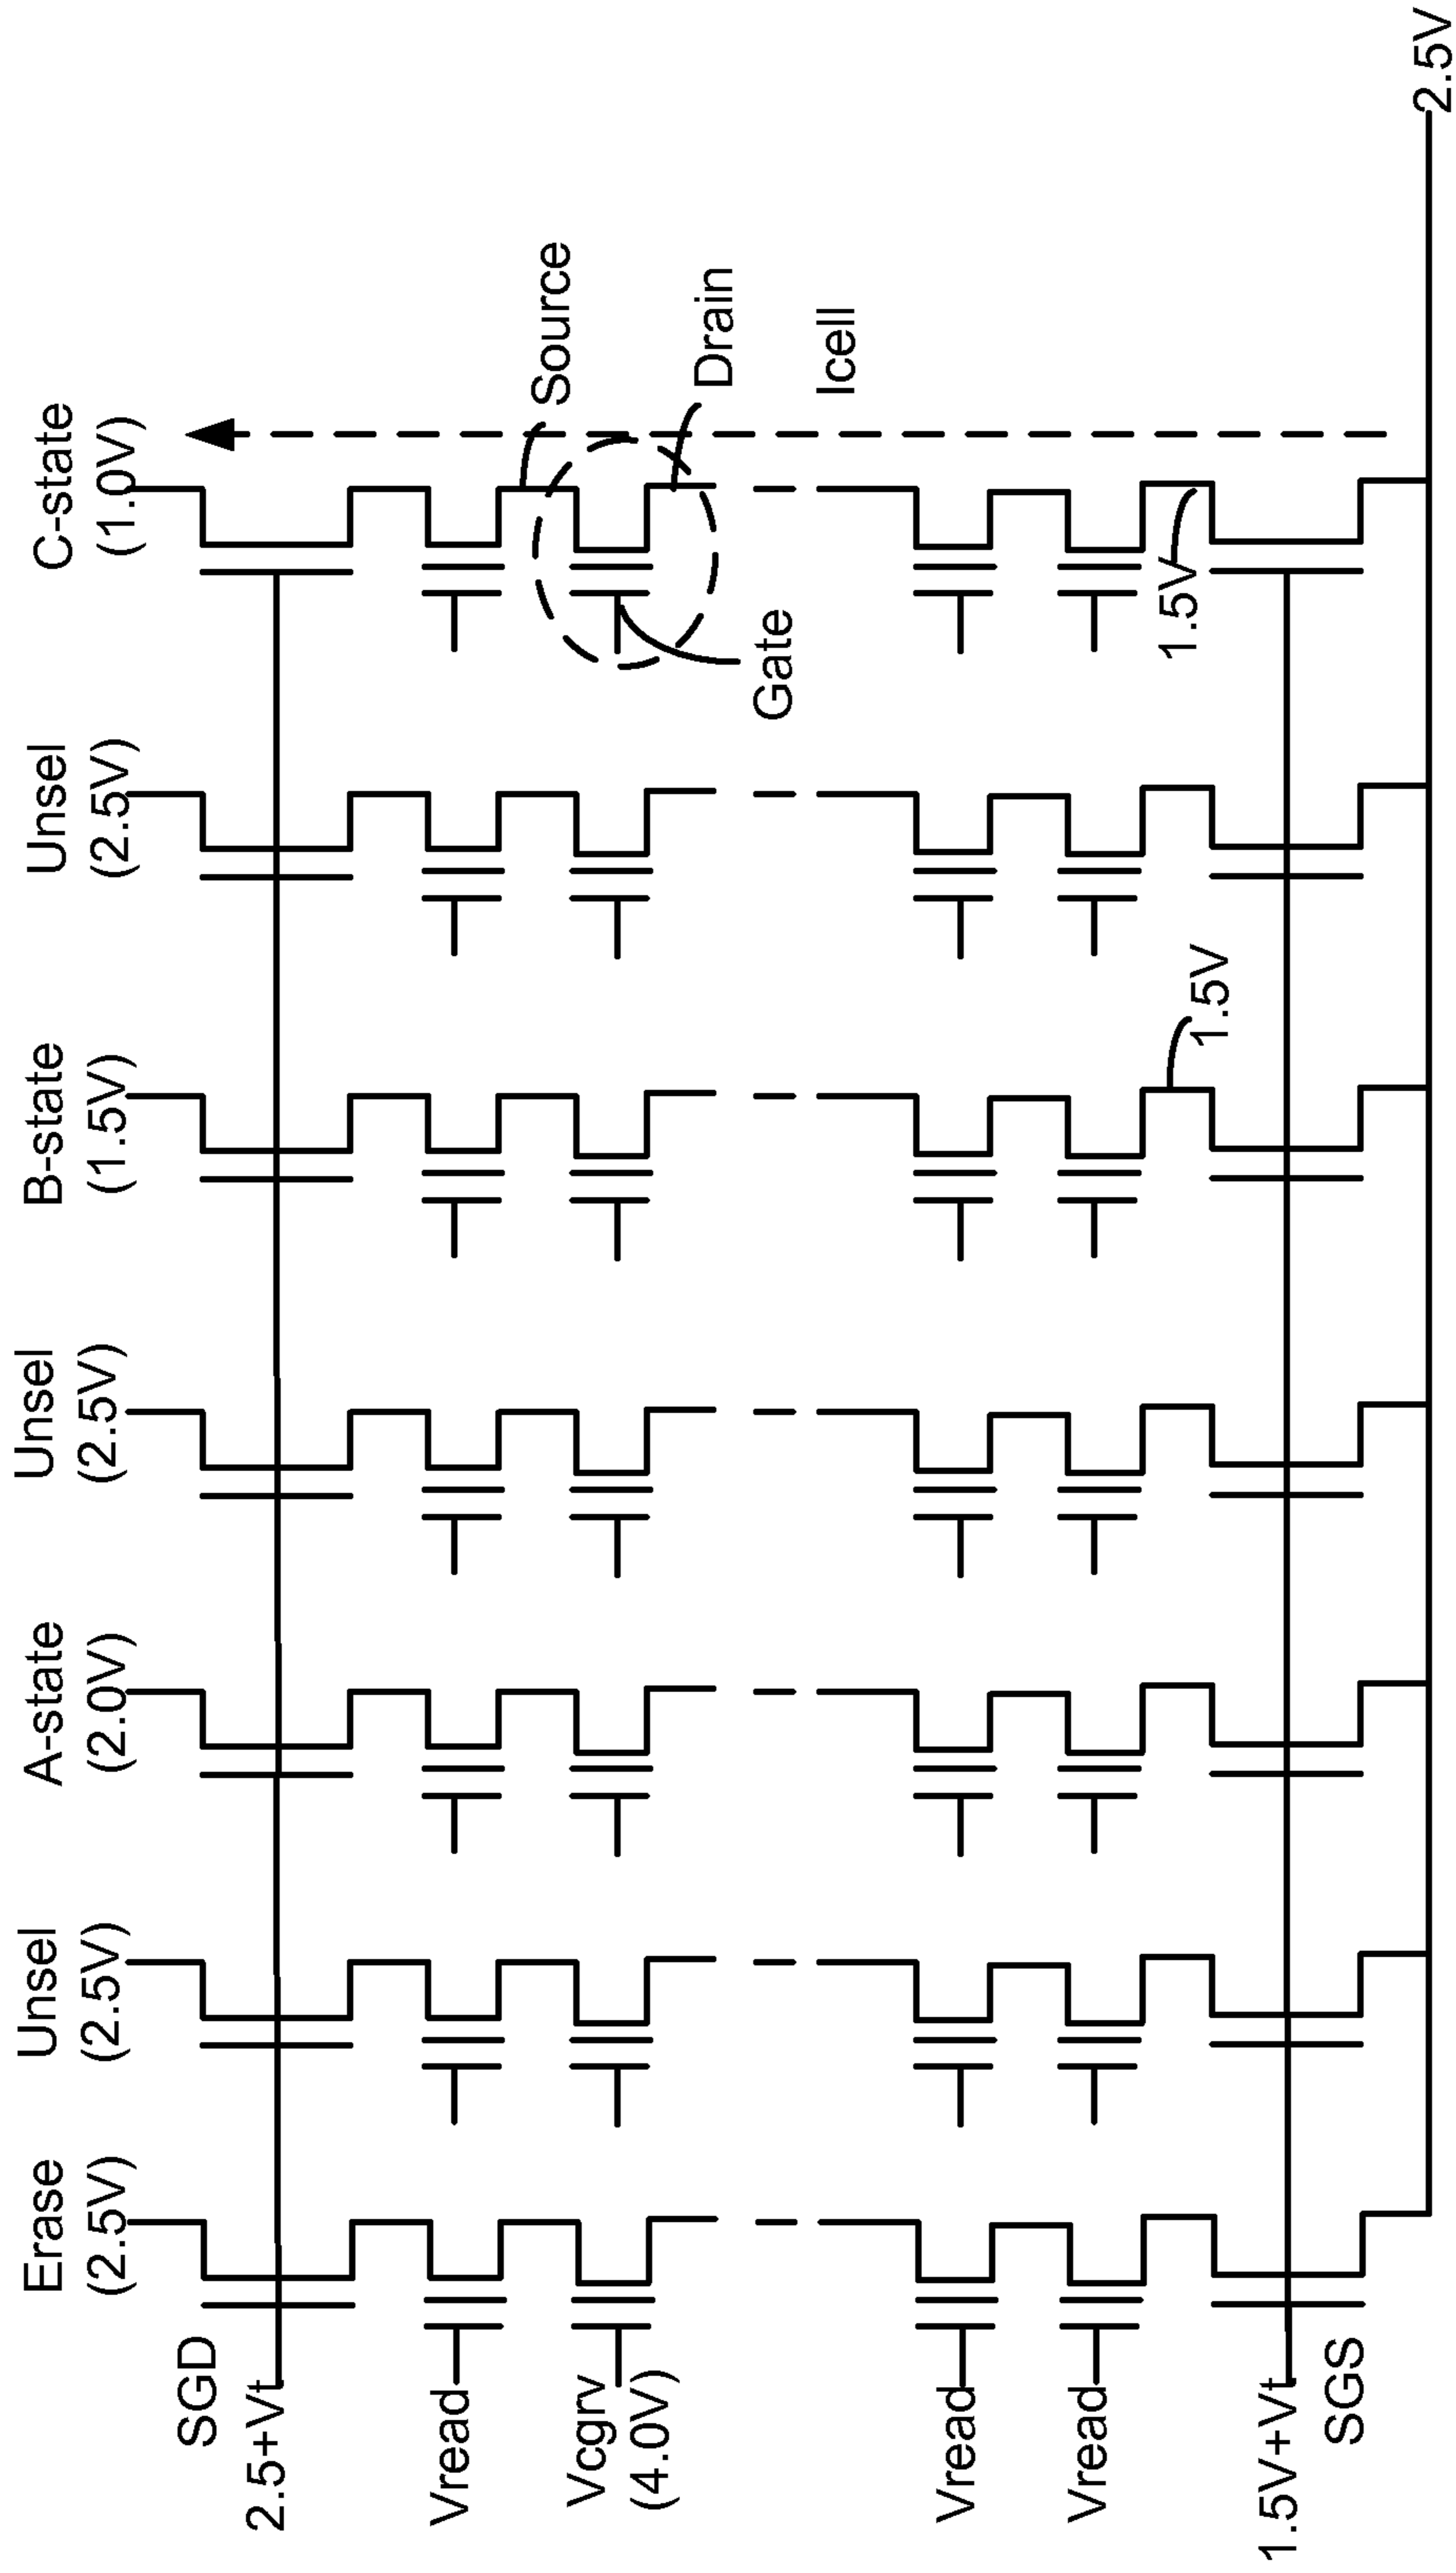 Erase
(2.5V)
Unsel
(2.5V)
A-state
(2.0V)
Unsel
(2.5V)
B-state
(1.5V)
Unsel
(2.5V)
C-state
(1.0V)
SGD
2.5+Vt
Vread
Vcgrv
(4.0V)
Source
Gate
Drain
Icell
Vread
Vread
1.5V
1.5V
1.5V+Vt
SGS
2.5V